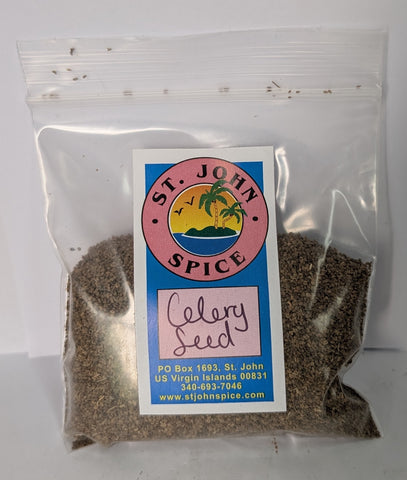 ST. JOHN
SPICE
Celery
Seed
PO Box 1693, St. John
US Virgin Islands 00831
340-693-7046
www.stjohnspice.com